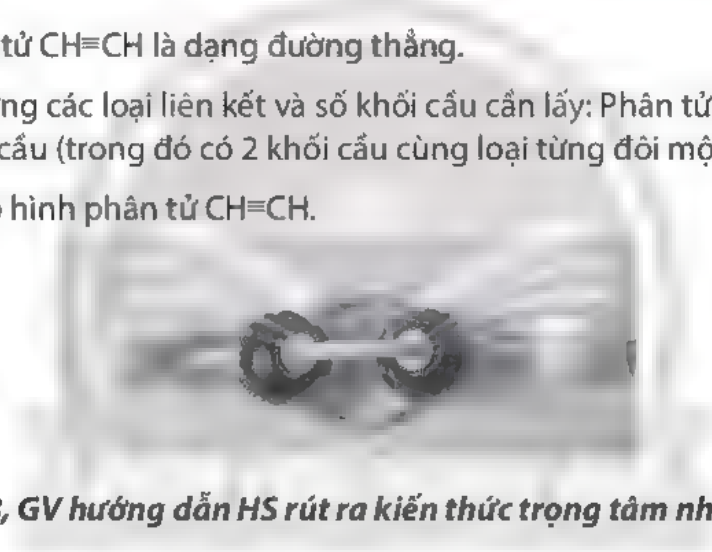 tử CH≡CH là dạng đường thẳng.
ng các loại liên kết và số khối cầu cần lấy: Phân tử
cầu (trong đó có 2 khối cầu cùng loại từng đôi mộ
hình phân tử CH≡CH.
, GV hướng dẫn HS rút ra kiến thức trọng tâm nh